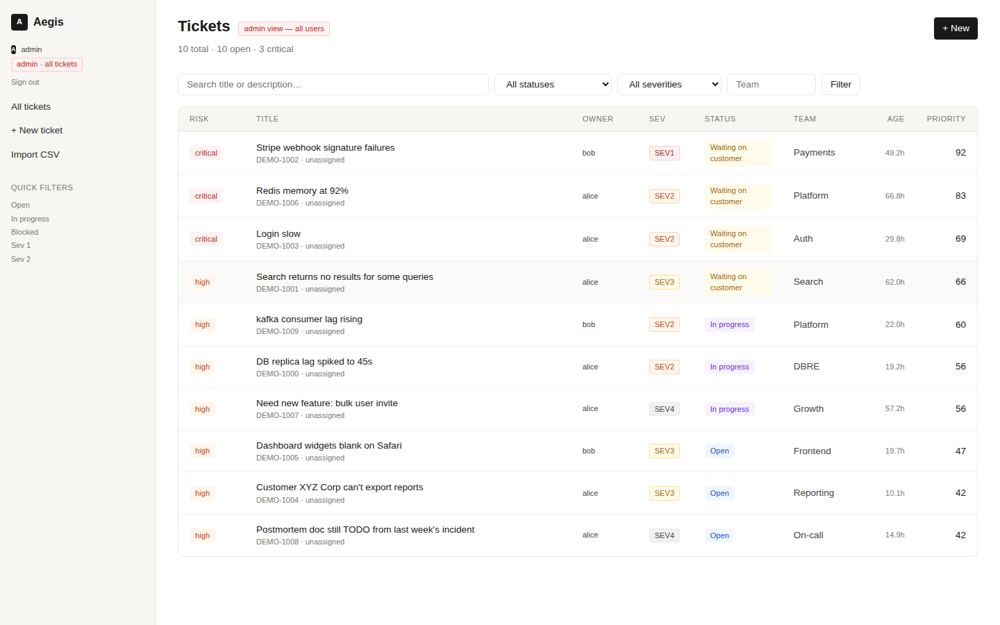 A Aegis
A admin
admin · all tickets
Sign out
All tickets
+ New ticket
Import CSV
QUICK FILTERS
Open
In progress
Blocked
Sev 1
Sev 2
Tickets admin view — all users
+ New
10 total · 10 open · 3 critical
Search title or description… All statuses All severities Team Filter
RISK TITLE OWNER SEV STATUS TEAM AGE PRIORITY
critical Stripe webhook signature failures bob SEV1 Waiting on customer Payments 49.2h 92
DEMO-1002 · unassigned
critical Redis memory at 92% alice SEV2 Waiting on customer Platform 66.8h 83
DEMO-1006 · unassigned
critical Login slow alice SEV2 Waiting on customer Auth 29.8h 69
DEMO-1003 · unassigned
high Search returns no results for some queries alice SEV3 Waiting on customer Search 62.0h 66
DEMO-1001 · unassigned
high kafka consumer lag rising bob SEV2 In progress Platform 22.0h 60
DEMO-1009 · unassigned
high DB replica lag spiked to 45s alice SEV2 In progress DBRE 19.2h 56
DEMO-1000 · unassigned
high Need new feature: bulk user invite alice SEV4 In progress Growth 57.2h 56
DEMO-1007 · unassigned
high Dashboard widgets blank on Safari bob SEV3 Open Frontend 19.7h 47
DEMO-1005 · unassigned
high Customer XYZ Corp can't export reports alice SEV3 Open Reporting 10.1h 42
DEMO-1004 · unassigned
high Postmortem doc still TODO from last week's incident alice SEV4 Open On-call 14.9h 42
DEMO-1008 · unassigned